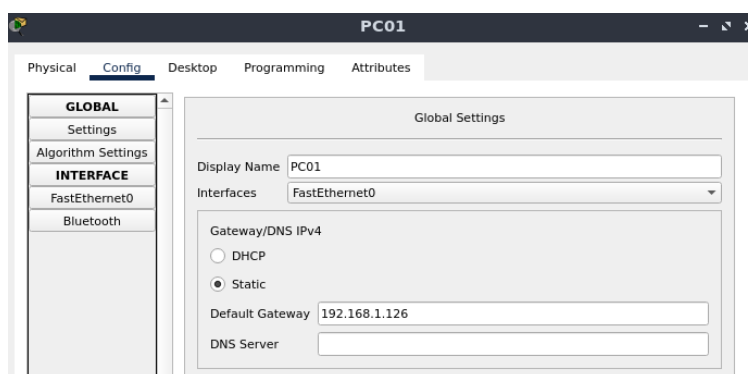 PC01
Physical Config Desktop Programming Attributes
GLOBAL
Settings
Algorithm Settings
INTERFACE
FastEthernet0
Bluetooth
Global Settings
Display Name PC01
Interfaces FastEthernet0
Gateway/DNS IPv4
DHCP
Static
Default Gateway 192.168.1.126
DNS Server